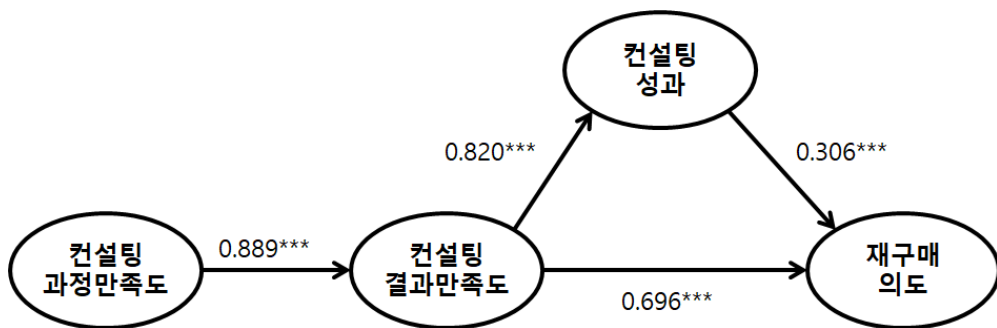 컨설팅
성과
0.820***
0.306***
컨설팅
과정만족도
0.889***
컨설팅
결과만족도
0.696***
재구매
의도